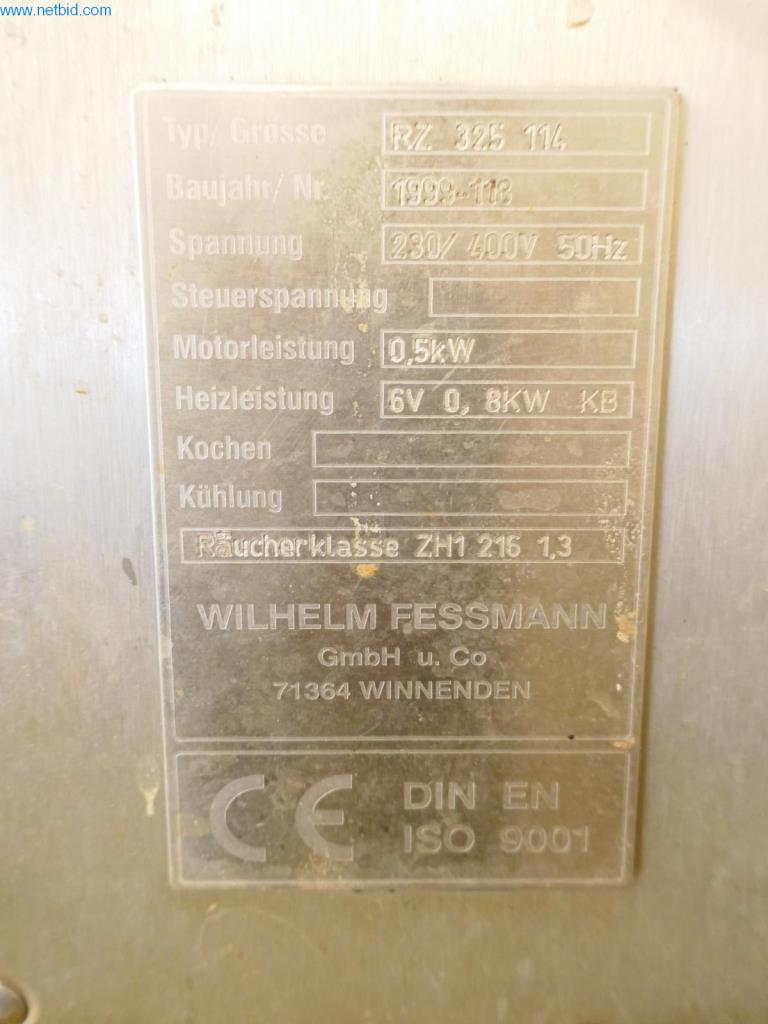 www.netbid.com
Typ/ Grösse RZ 325 114
Baujahr/ Nr. 1999-118
Spannung 230/ 400V 50Hz
Steuerspannung
Motorleistung 0,5kW
Heizleistung 6V 0, 8KW KB
Kochen
Kühlung
Räucherklasse ZH1 216 1,3
WILHELM FESSMANN
GmbH u. Co
71364 WINNENDEN
CE DIN EN
ISO 9001